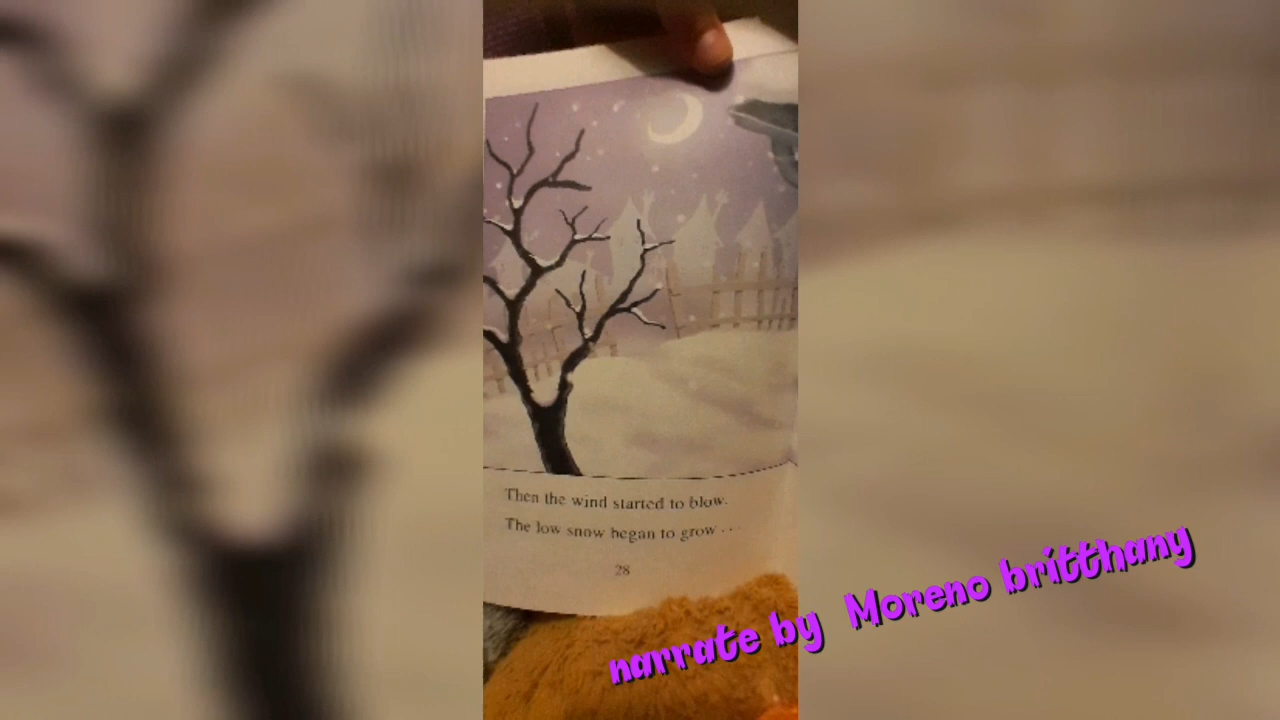 Then the wind started to blow.
The low snow began to grow . . .
28
narrate by Moreno britthany